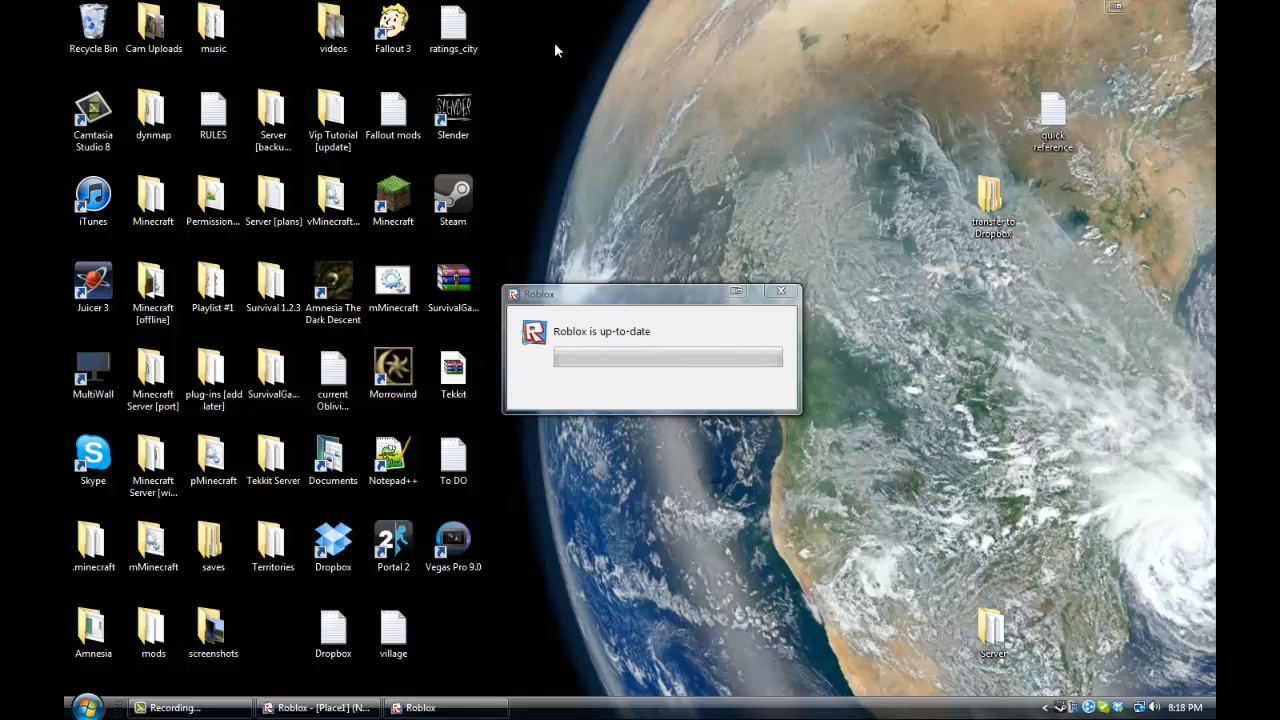 Recycle Bin
Cam Uploads
music
videos
Fallout 3
ratings_city
Camtasia
Studio 8
dynmap
RULES
Server
[backu...
Vip Tutorial
[update]
Fallout mods
SLENDER
Slender
quick
reference
iTunes
Minecraft
Permission...
Server [plans]
vMinecraft...
Minecraft
Steam
transfer to
Dropbox
Juicer 3
Minecraft
[offline]
Playlist #1
Survival 1.2.3
Amnesia The
Dark Descent
mMinecraft
SurvivalGa...
Roblox
Roblox is up-to-date
MultiWall
Minecraft
Server [port]
plug-ins [add
later]
SurvivalGa...
current
Oblivi...
Morrowind
Tekkit
Skype
Minecraft
Server [wi...
pMinecraft
Tekkit Server
Documents
Notepad++
To DO
.minecraft
mMinecraft
saves
Territories
Dropbox
Portal 2
Vegas Pro 9.0
Amnesia
mods
screenshots
Dropbox
village
Server
Recording...
Roblox - [Place1] (N...
Roblox
8:18 PM